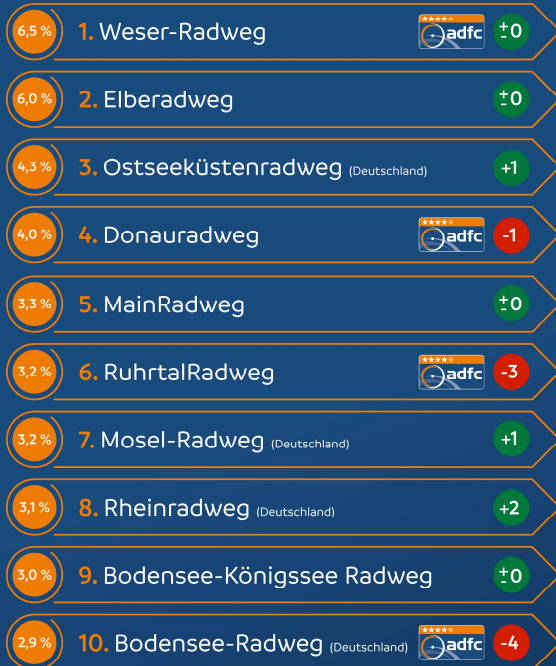 6,5 % 1. Weser-Radweg adfc ±0
6,0 % 2. Elberadweg ±0
4,3 % 3. Ostseeküstenradweg (Deutschland) +1
4,0 % 4. Donauradweg adfc -1
3,3 % 5. MainRadweg ±0
3,2 % 6. RuhrtalRadweg adfc -3
3,2 % 7. Mosel-Radweg (Deutschland) +1
3,1 % 8. Rheinradweg (Deutschland) +2
3,0 % 9. Bodensee-Königssee Radweg ±0
2,9 % 10. Bodensee-Radweg (Deutschland) adfc -4